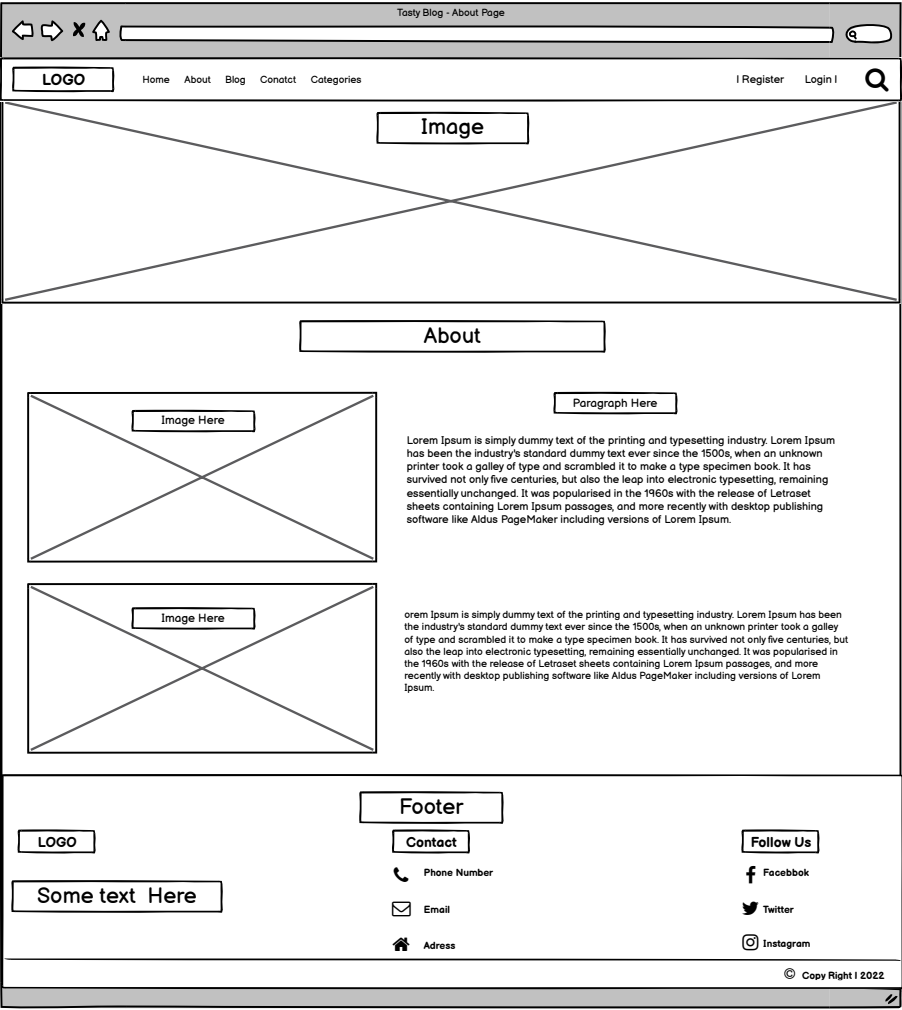 Tasty Blog - About Page
LOGO Home About Blog Conatct Categories | Register Login |
Image
About
Image Here
Paragraph Here
Lorem Ipsum is simply dummy text of the printing and typesetting industry. Lorem Ipsum
has been the industry's standard dummy text ever since the 1500s, when an unknown
printer took a galley of type and scrambled it to make a type specimen book. It has
survived not only five centuries, but also the leap into electronic typesetting, remaining
essentially unchanged. It was popularised in the 1960s with the release of Letraset
sheets containing Lorem Ipsum passages, and more recently with desktop publishing
software like Aldus PageMaker including versions of Lorem Ipsum.
Image Here
orem Ipsum is simply dummy text of the printing and typesetting industry. Lorem Ipsum has been
the industry's standard dummy text ever since the 1500s, when an unknown printer took a galley
of type and scrambled it to make a type specimen book. It has survived not only five centuries, but
also the leap into electronic typesetting, remaining essentially unchanged. It was popularised in
the 1960s with the release of Letraset sheets containing Lorem Ipsum passages, and more
recently with desktop publishing software like Aldus PageMaker including versions of Lorem
Ipsum.
Footer
LOGO
Some text Here
Contact
Phone Number
Email
Adress
Follow Us
Facebbok
Twitter
Instagram
© Copy Right | 2022